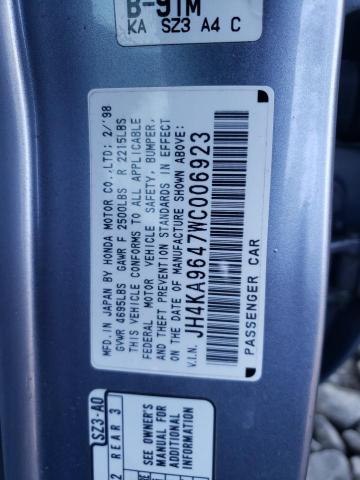 B-91M
KA SZ3 A4 C
MFD.IN JAPAN BY HONDA MOTOR CO.,LTD; 2/'98
GVWR 4695LBS GAWR F 2500LBS R 2215LBS
THIS VEHICLE CONFORMS TO ALL APPLICABLE
FEDERAL MOTOR VEHICLE SAFETY, BUMPER,
AND THEFT PREVENTION STANDARDS IN EFFECT
ON THE DATE OF MANUFACTURE SHOWN ABOVE:
V.I.N. JH4KA9647WC006923
PASSENGER CAR
SZ3-A0
REAR 3
2
SEE OWNER'S
MANUAL FOR
ADDITIONAL
INFORMATION